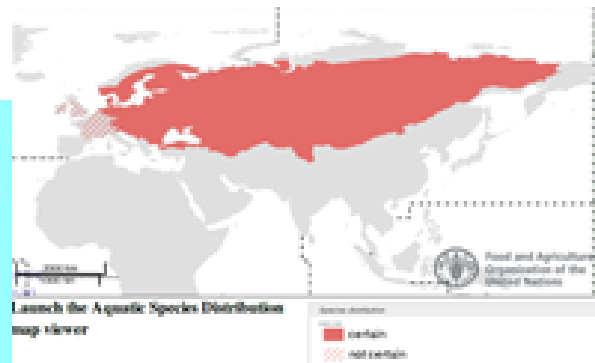 Food and Agriculture
Organization of the
United Nations
Launch the Aquatic Species Distribution
map viewer
certain
not certain